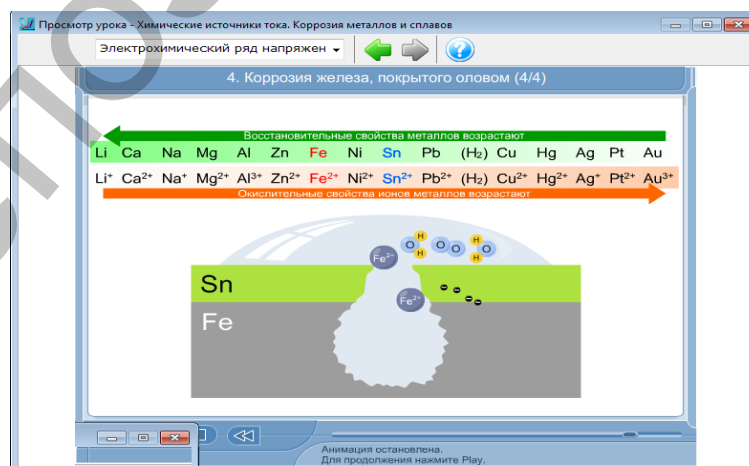 Просмотр урока - Химические источники тока. Коррозия металлов и сплавов
Электрохимический ряд напряжен
4. Коррозия железа, покрытого оловом (4/4)
Восстановительные свойства металлов возрастают
Li Ca Na Mg Al Zn Fe Ni Sn Pb (H₂) Cu Hg Ag Pt Au
Li⁺ Ca²⁺ Na⁺ Mg²⁺ Al³⁺ Zn²⁺ Fe²⁺ Ni²⁺ Sn²⁺ Pb²⁺ (H₂) Cu²⁺ Hg²⁺ Ag⁺ Pt²⁺ Au³⁺
Окислительные свойства ионов металлов возрастают
H H
O O O O
H H
Fe²⁺
Sn
Fe²⁺
Fe
Анимация остановлена.
Для продолжения нажмите Play.